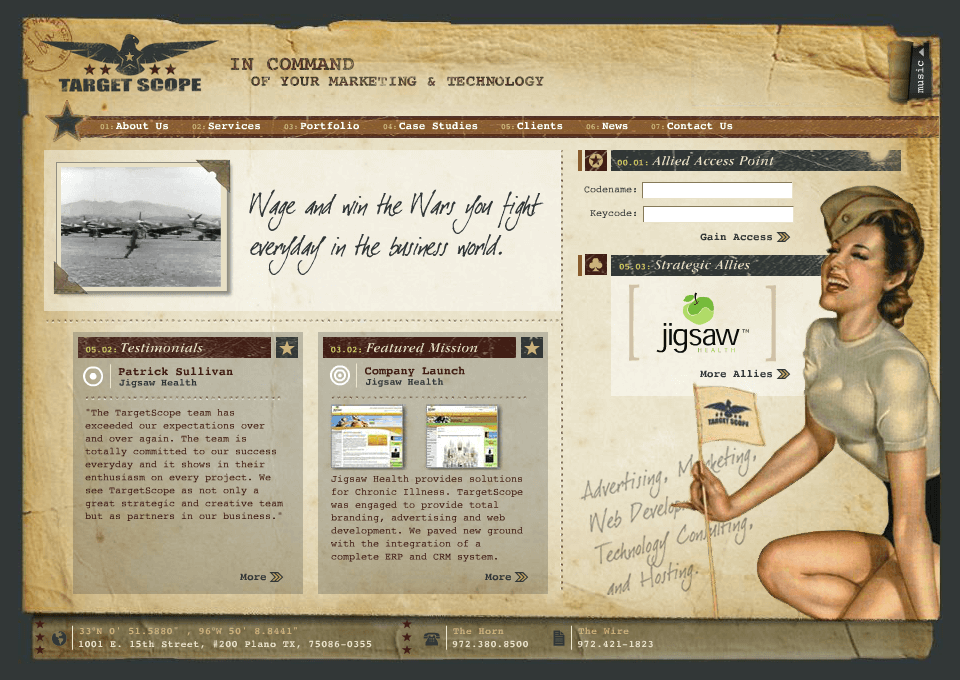 TARGET SCOPE
IN COMMAND
OF YOUR MARKETING & TECHNOLOGY
music
01: About Us 02: Services 03: Portfolio 04: Case Studies 05: Clients 06: News 07: Contact Us
Wage and win the Wars you fight
everyday in the business world.
00.01: Allied Access Point
Codename:
Keycode:
Gain Access
05.03: Strategic Allies
jigsaw™
HEALTH
More Allies
05.02: Testimonials
Patrick Sullivan
Jigsaw Health
"The TargetScope team has
exceeded our expectations over
and over again. The team is
totally committed to our success
everyday and it shows in their
enthusiasm on every project. We
see TargetScope as not only a
great strategic and creative team
but as partners in our business."
More
03.02: Featured Mission
Company Launch
Jigsaw Health
Jigsaw Health provides solutions
for Chronic Illness. TargetScope
was engaged to provide total
branding, advertising and web
development. We paved new ground
with the integration of a
complete ERP and CRM system.
More
TARGET SCOPE
Advertising, Marketing,
Web Develop
Technology Consulting,
and Hosting.
33°N 0' 51.5880" , 96°W 50' 8.8441"
1001 E. 15th Street, #200 Plano TX, 75086-0355
The Horn
972.380.8500
The Wire
972.421-1823